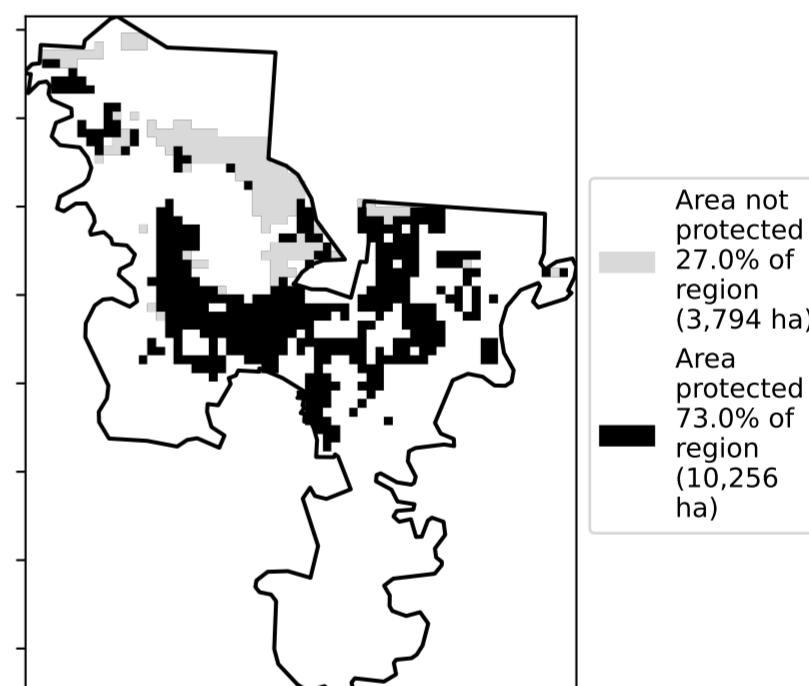 Area not
protected
27.0% of
region
(3,794 ha)
Area
protected
73.0% of
region
(10,256
ha)